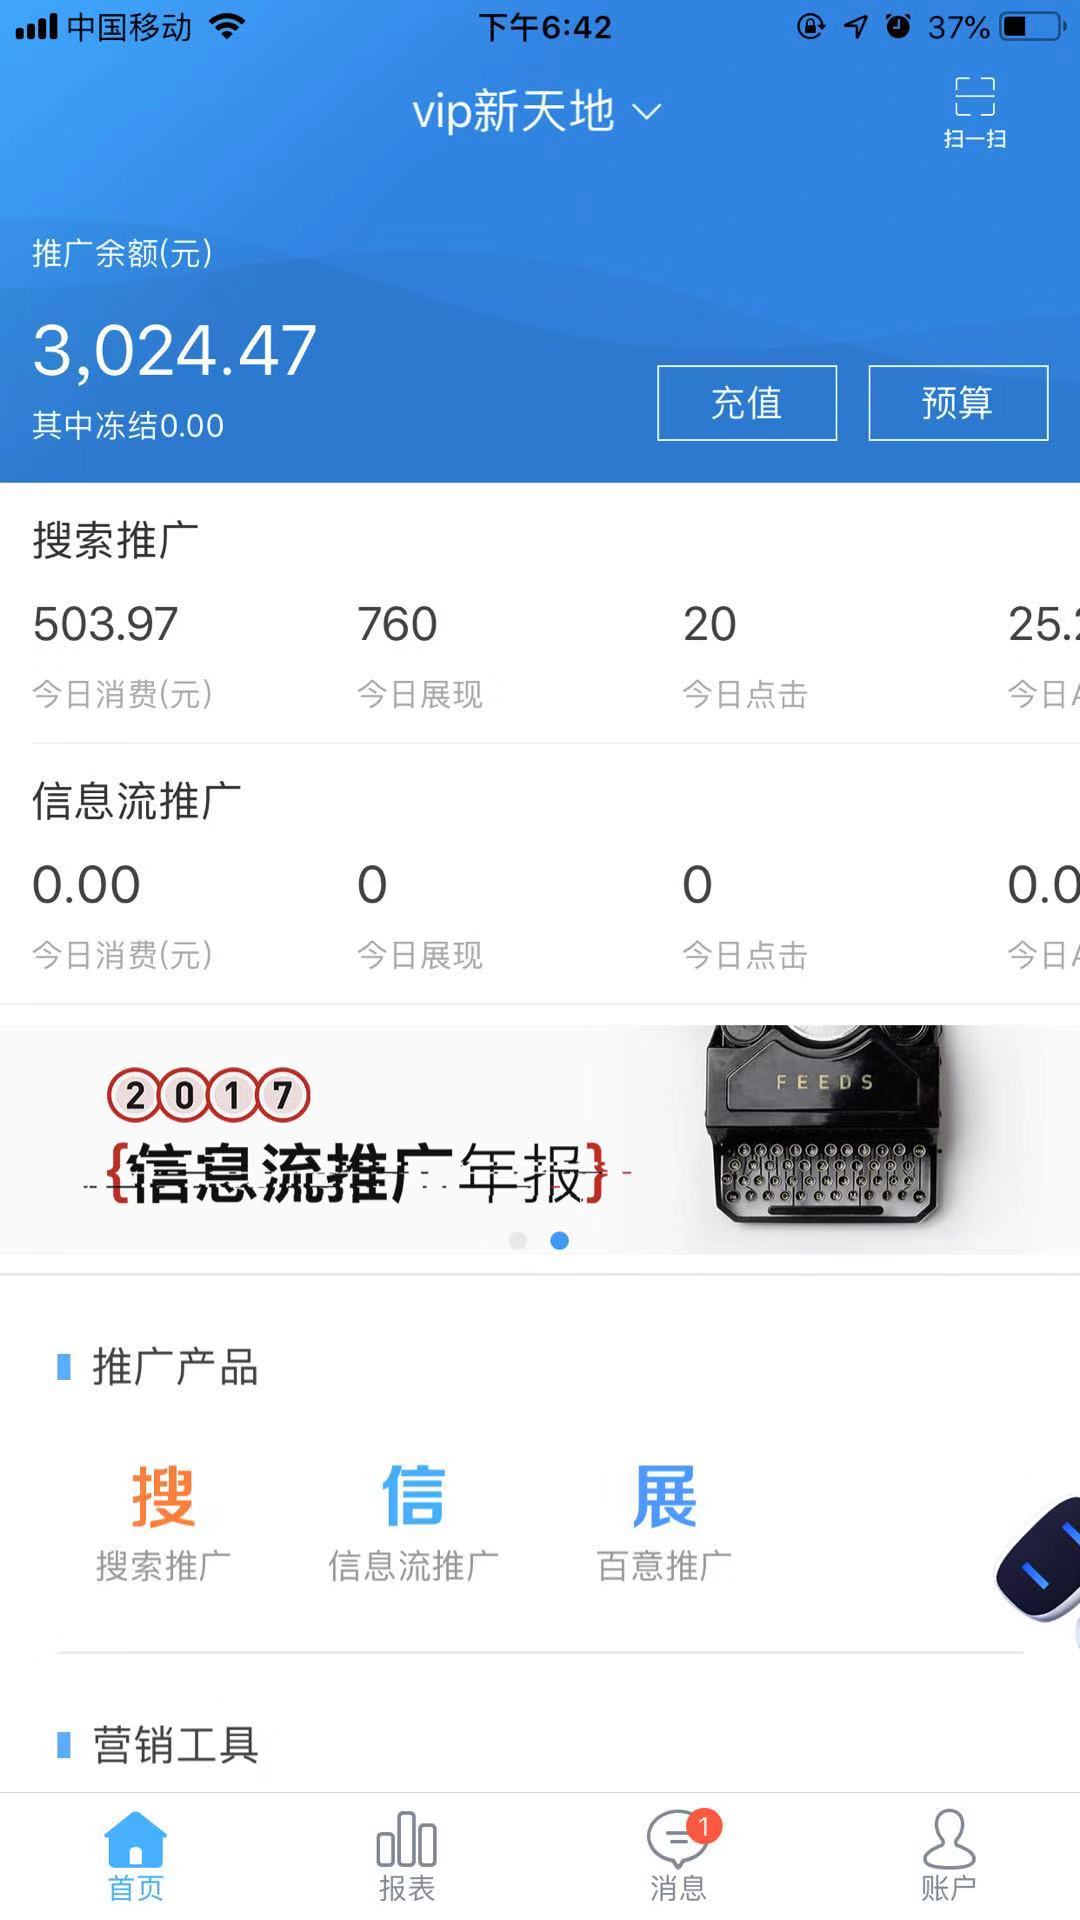 中国移动 下午6:42 37%
vip新天地
扫一扫
推广余额(元)
3,024.47
其中冻结0.00
充值 预算
搜索推广
503.97 760 20 25.
今日消费(元) 今日展现 今日点击 今日
信息流推广
0.00 0 0 0.0
今日消费(元) 今日展现 今日点击 今日
2017
{信息流推广年报}
FEEDS
推广产品
搜 信 展
搜索推广 信息流推广 百意推广
营销工具
1
首页 报表 消息 账户